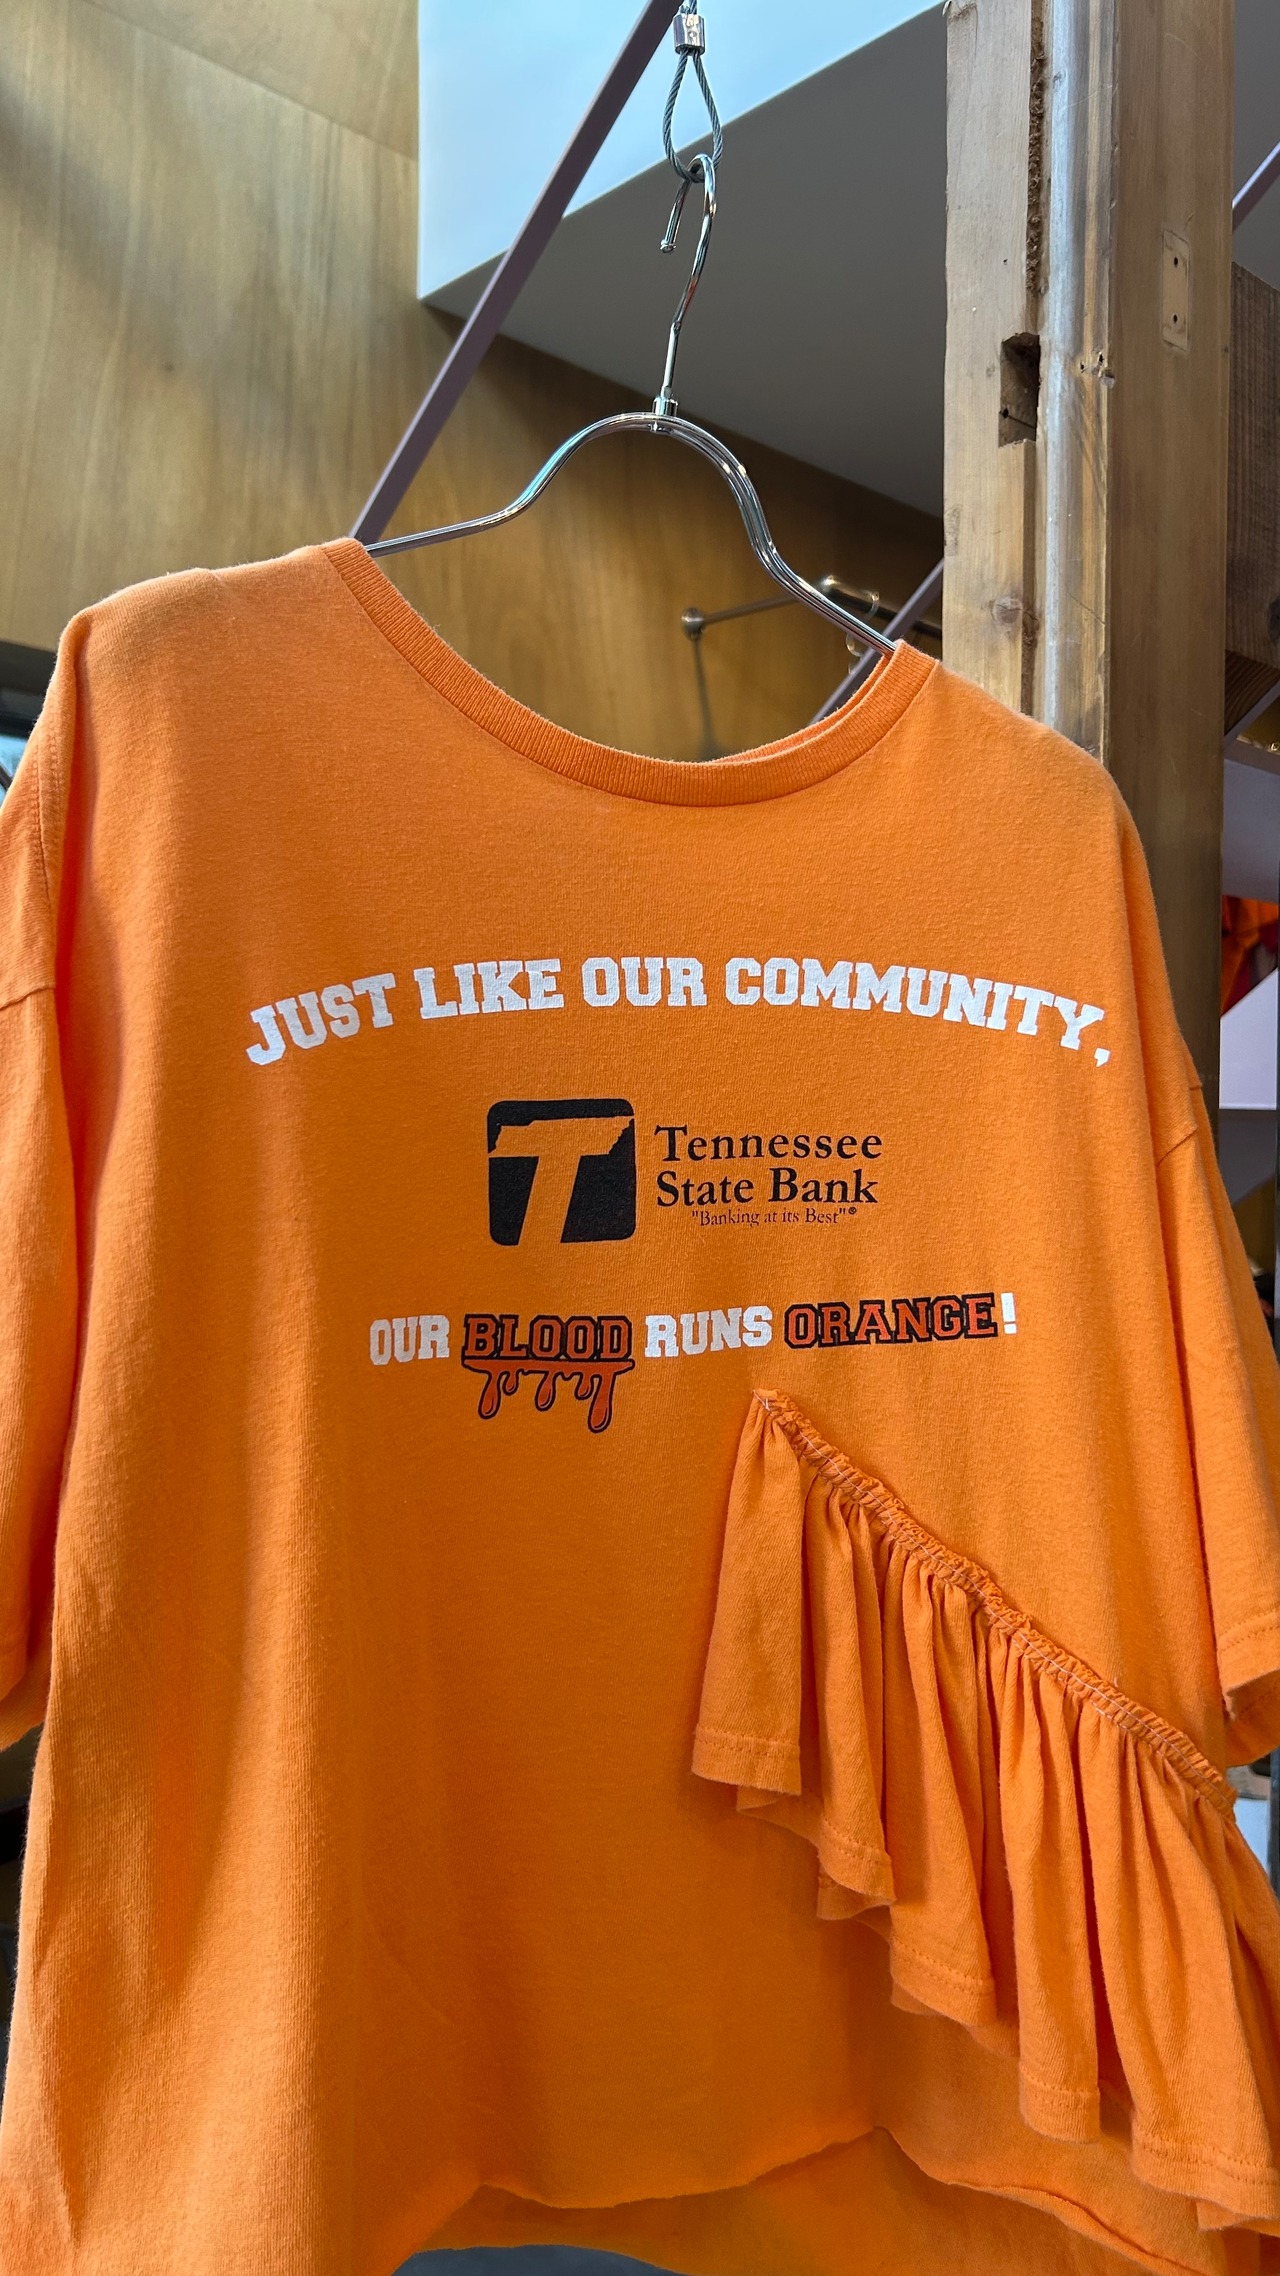 JUST LIKE OUR COMMUNITY,
T
Tennessee
State Bank
"Banking at its Best"®
OUR BLOOD RUNS ORANGE!